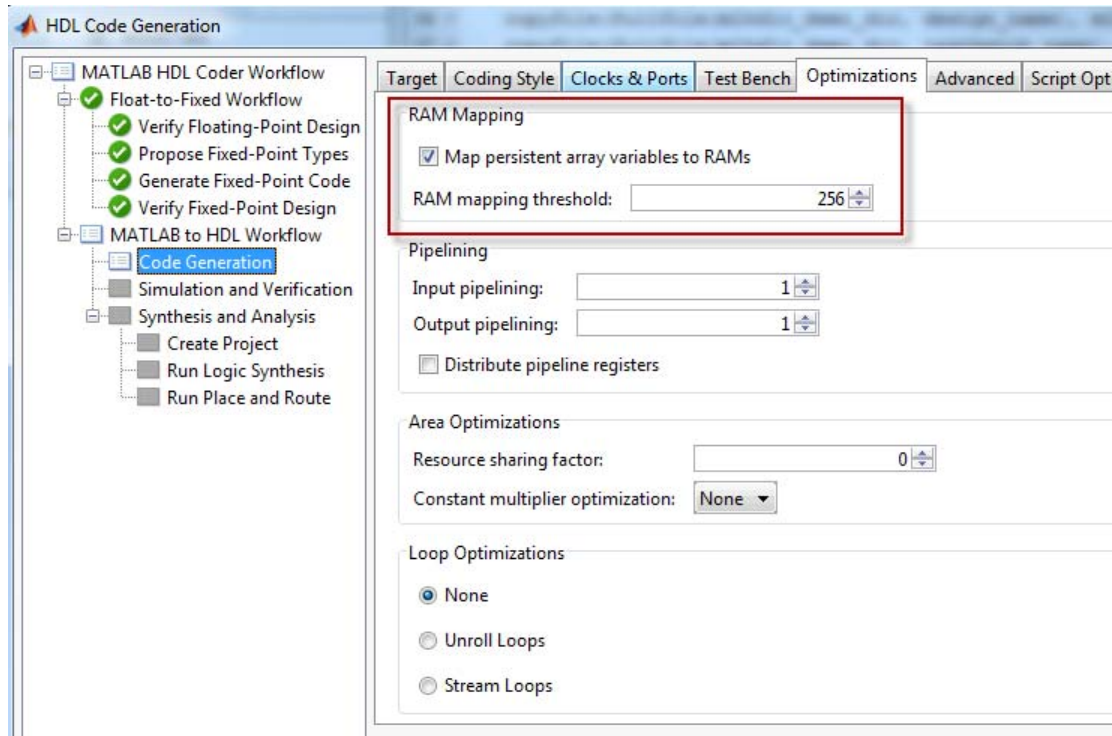 HDL Code Generation
MATLAB HDL Coder Workflow
Float-to-Fixed Workflow
Verify Floating-Point Design
Propose Fixed-Point Types
Generate Fixed-Point Code
Verify Fixed-Point Design
MATLAB to HDL Workflow
Code Generation
Simulation and Verification
Synthesis and Analysis
Create Project
Run Logic Synthesis
Run Place and Route
Target Coding Style Clocks & Ports Test Bench Optimizations Advanced Script Opt
RAM Mapping
Map persistent array variables to RAMs
RAM mapping threshold: 256
Pipelining
Input pipelining: 1
Output pipelining: 1
Distribute pipeline registers
Area Optimizations
Resource sharing factor: 0
Constant multiplier optimization: None
Loop Optimizations
None
Unroll Loops
Stream Loops